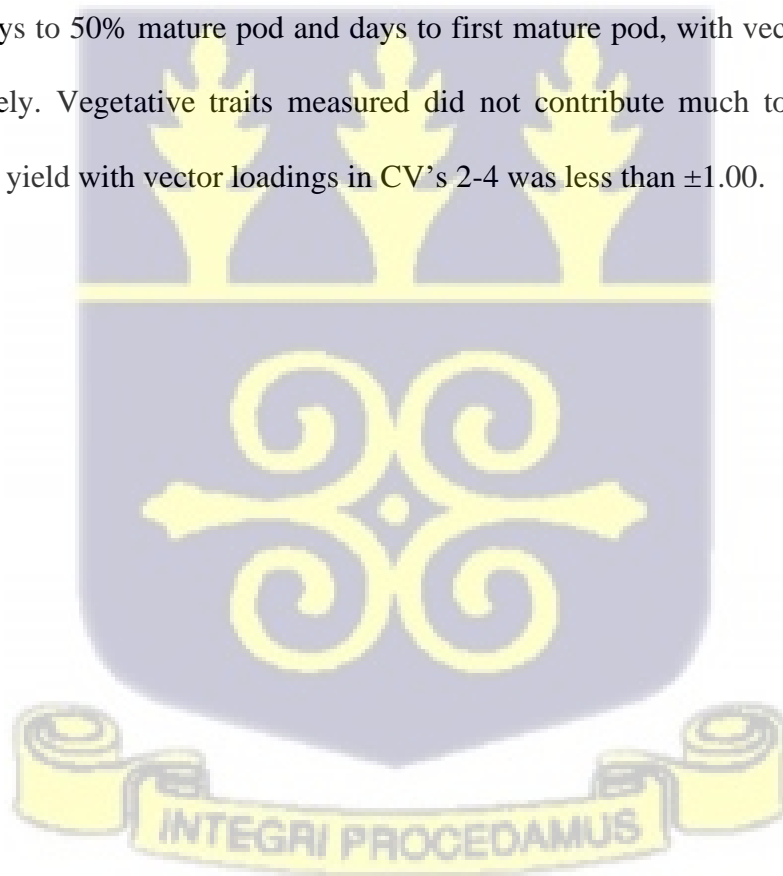 ys to 50% mature pod and days to first mature pod, with vec
ely. Vegetative traits measured did not contribute much to
yield with vector loadings in CV's 2-4 was less than ±1.00.
INTEGRI PROCEDAMUS